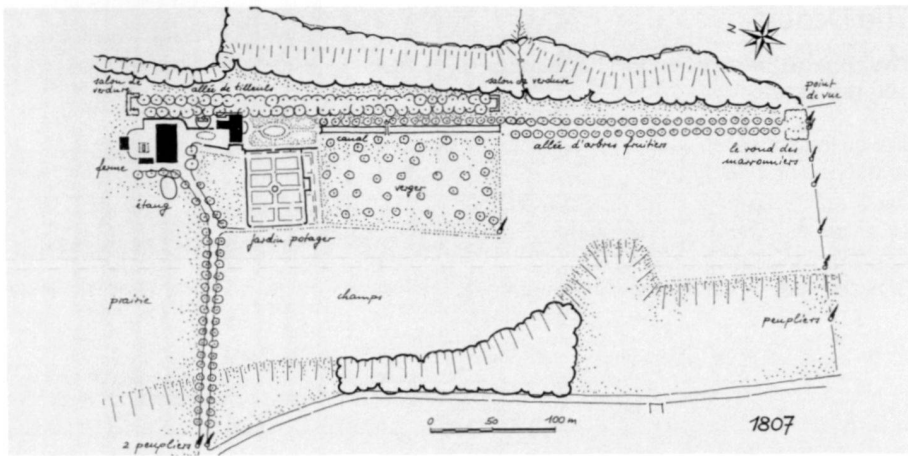 N
salon de
verdure
allée de tilleuls
salon de verdure
point
de vue
canal
allée d'arbres fruitiers
le rond des
marronniers
ferme
verger
étang
jardin potager
prairie
champs
peupliers
2 peupliers
0 50 100 m
1807